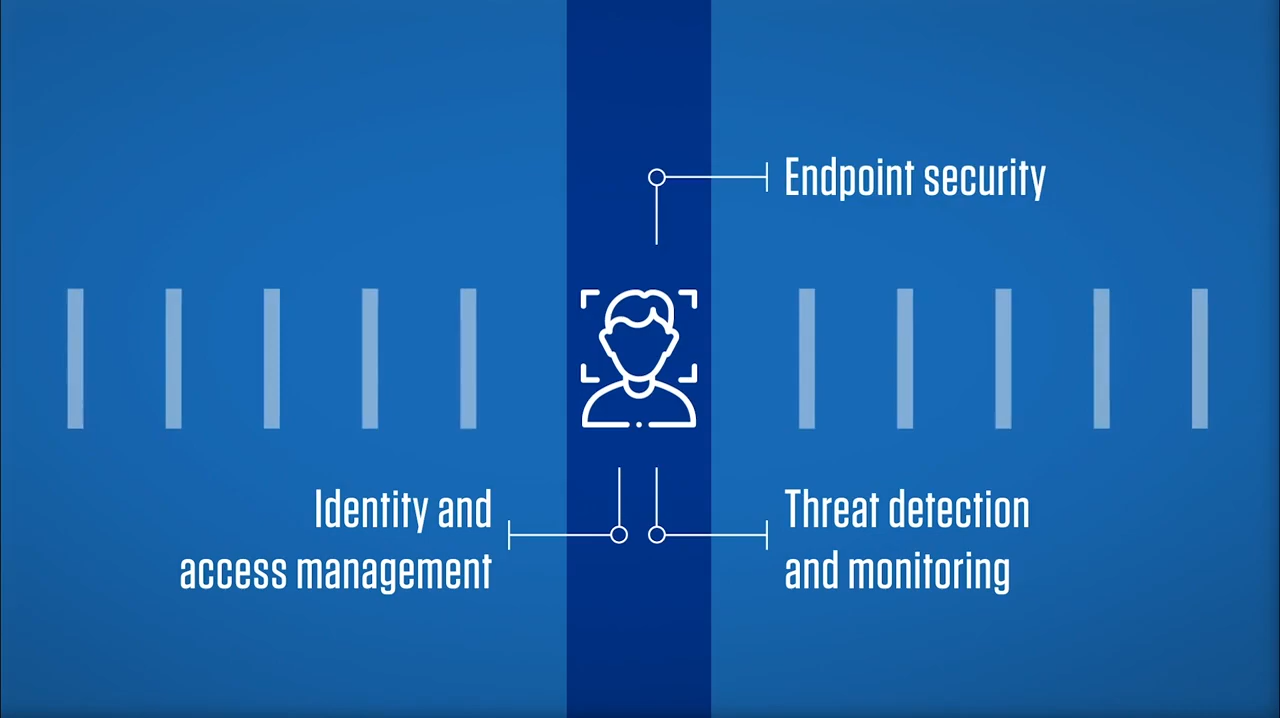 Endpoint security
Identity and
access management
Threat detection
and monitoring